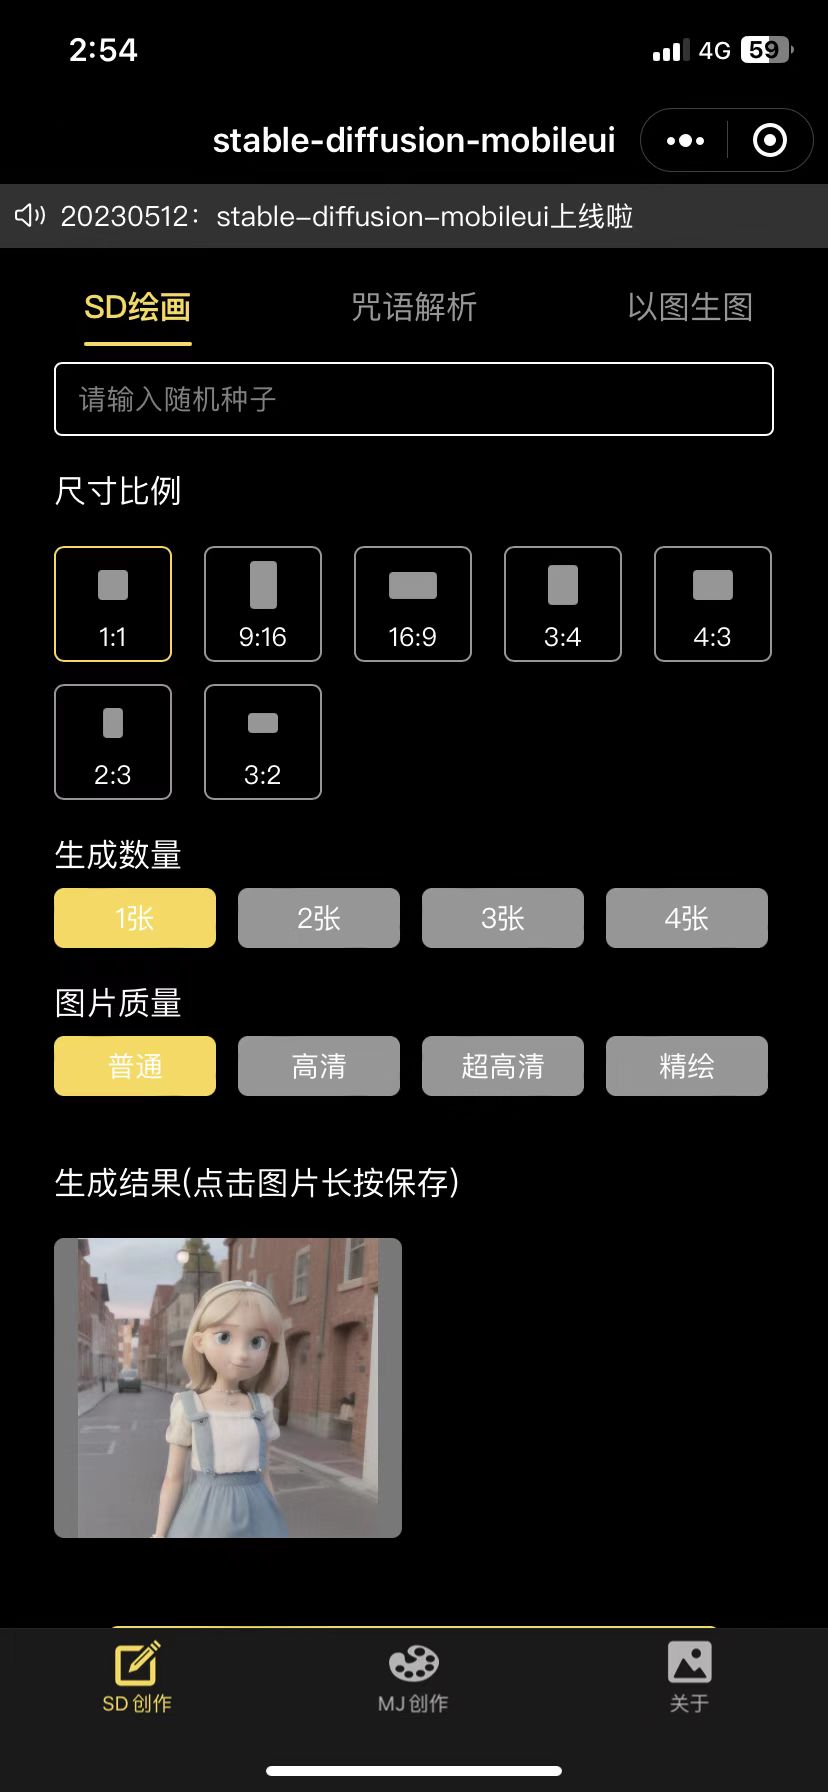 2:54
4G 59
stable-diffusion-mobileui
20230512：stable-diffusion-mobileui上线啦
SD绘画 咒语解析 以图生图
请输入随机种子
尺寸比例
1:1 9:16 16:9 3:4 4:3
2:3 3:2
生成数量
1张 2张 3张 4张
图片质量
普通 高清 超高清 精绘
生成结果(点击图片长按保存)
SD创作 MJ创作 关于